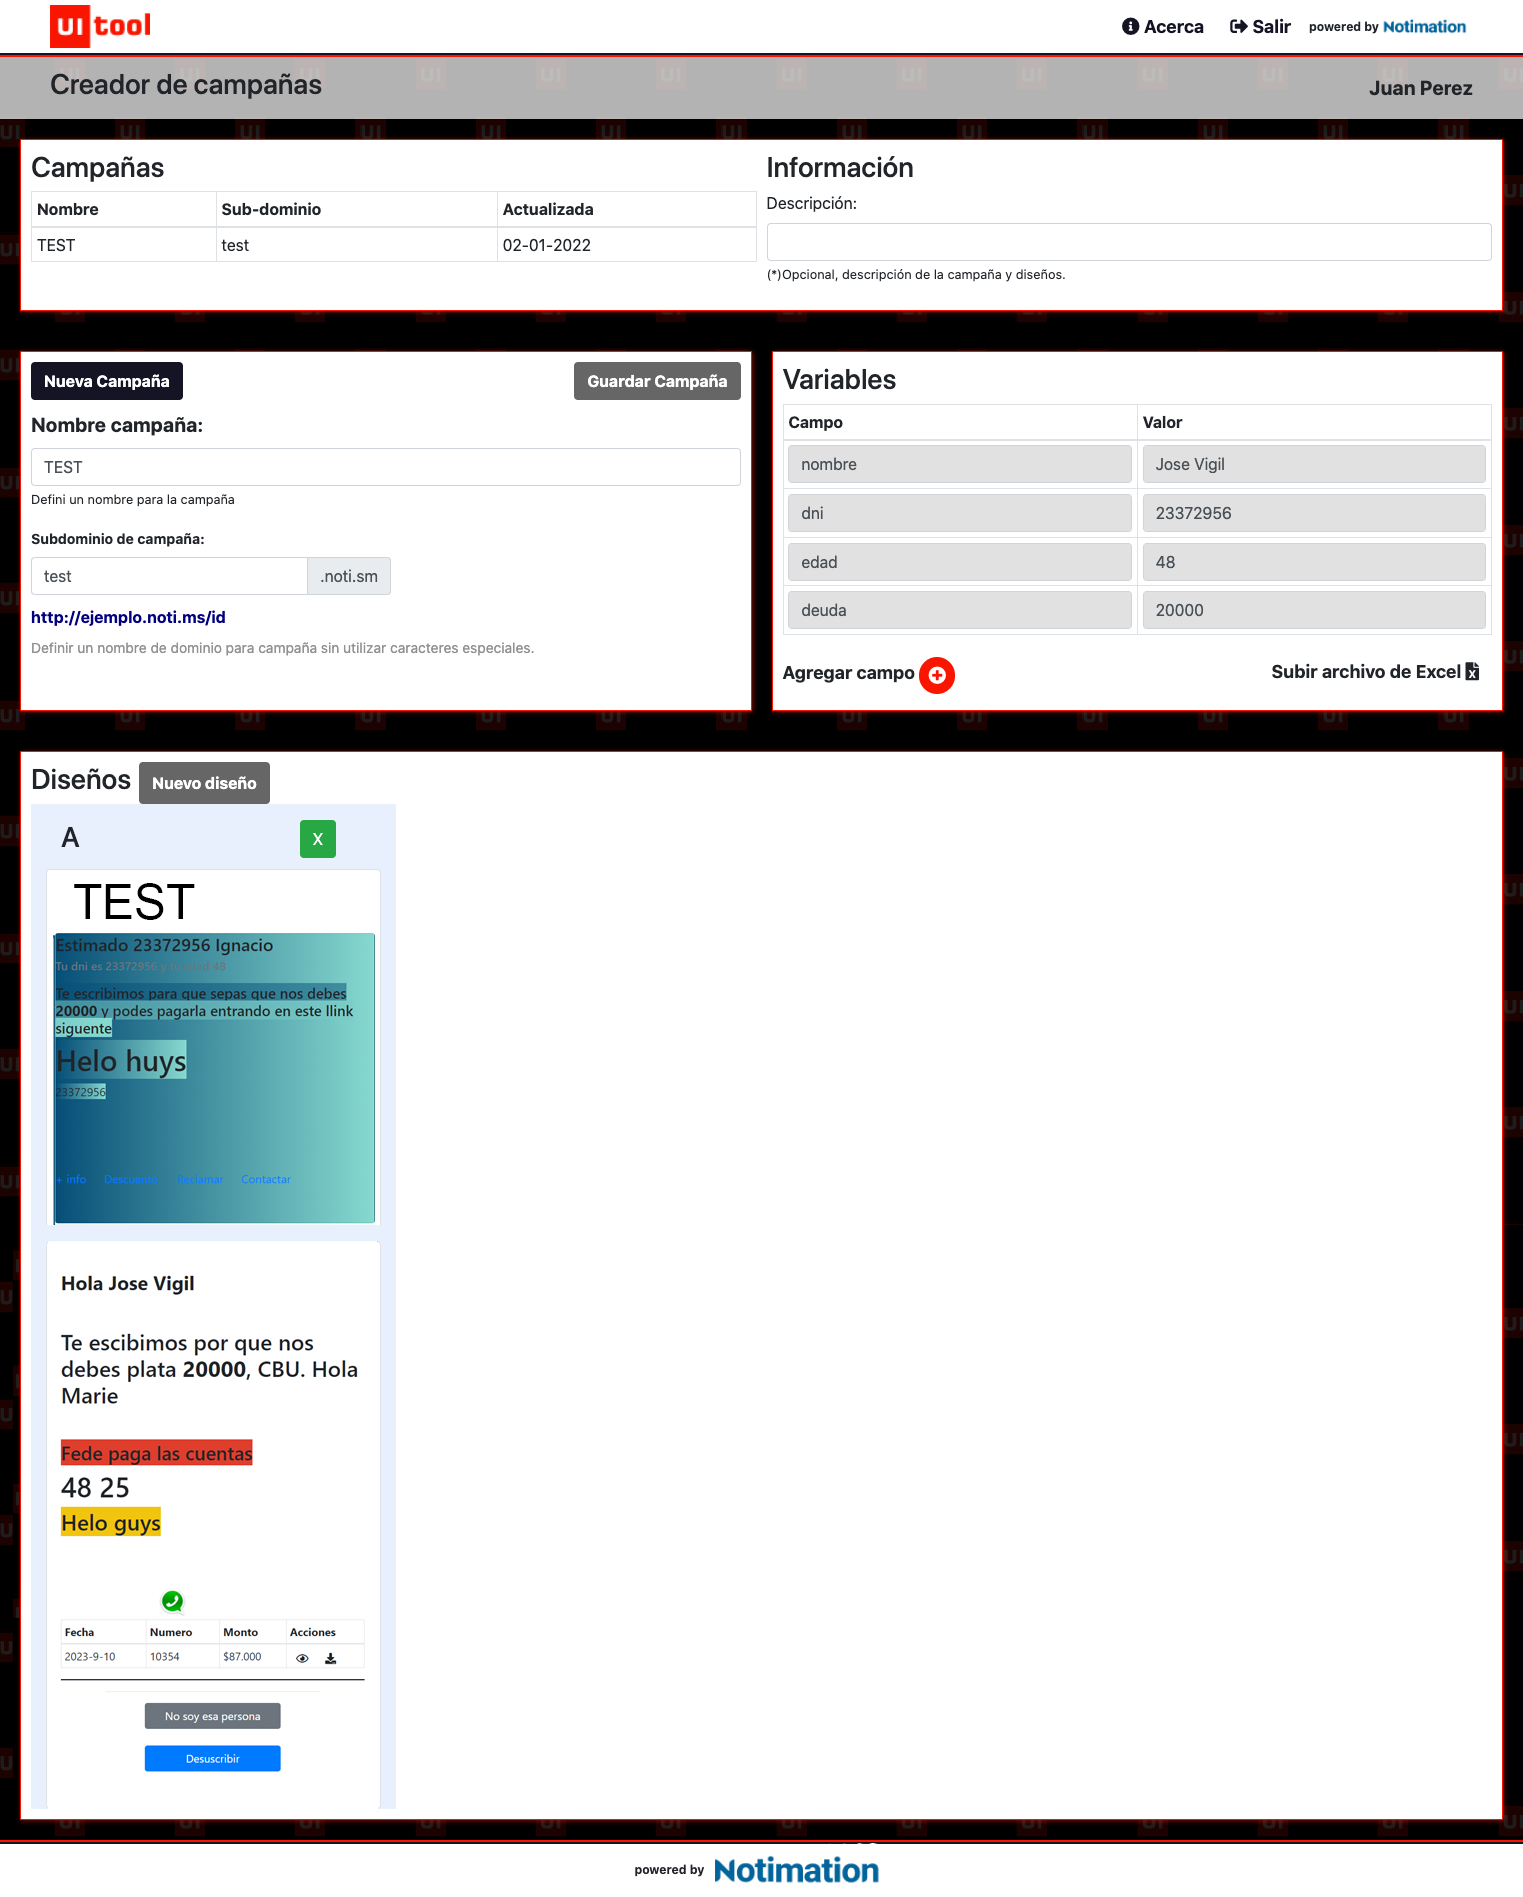 UI tool
Acerca Salir powered by Notimation
Creador de campañas
Juan Perez
Campañas
Nombre Sub-dominio Actualizada
TEST test 02-01-2022
Información
Descripción:
(*)Opcional, descripción de la campaña y diseños.
Nueva Campaña Guardar Campaña
Nombre campaña:
TEST
Defini un nombre para la campaña
Subdominio de campaña:
test .noti.sm
http://ejemplo.noti.ms/id
Definir un nombre de dominio para campaña sin utilizar caracteres especiales.
Variables
Campo Valor
nombre Jose Vigil
dni 23372956
edad 48
deuda 20000
Agregar campo Subir archivo de Excel
Diseños Nuevo diseño
A X
TEST
Estimado 23372956 Ignacio
Tu dni es 23372956 y tu edad 48
Te escribimos para que sepas que nos debes
20000 y podes pagarla entrando en este llink
siguente
Helo huys
23372956
+ info Descuento Reclamar Contactar
Hola Jose Vigil
Te escibimos por que nos
debes plata 20000, CBU. Hola
Marie
Fede paga las cuentas
48 25
Helo guys
Fecha Numero Monto Acciones
2023-9-10 10354 $87.000
No soy esa persona
Desuscribir
powered by Notimation